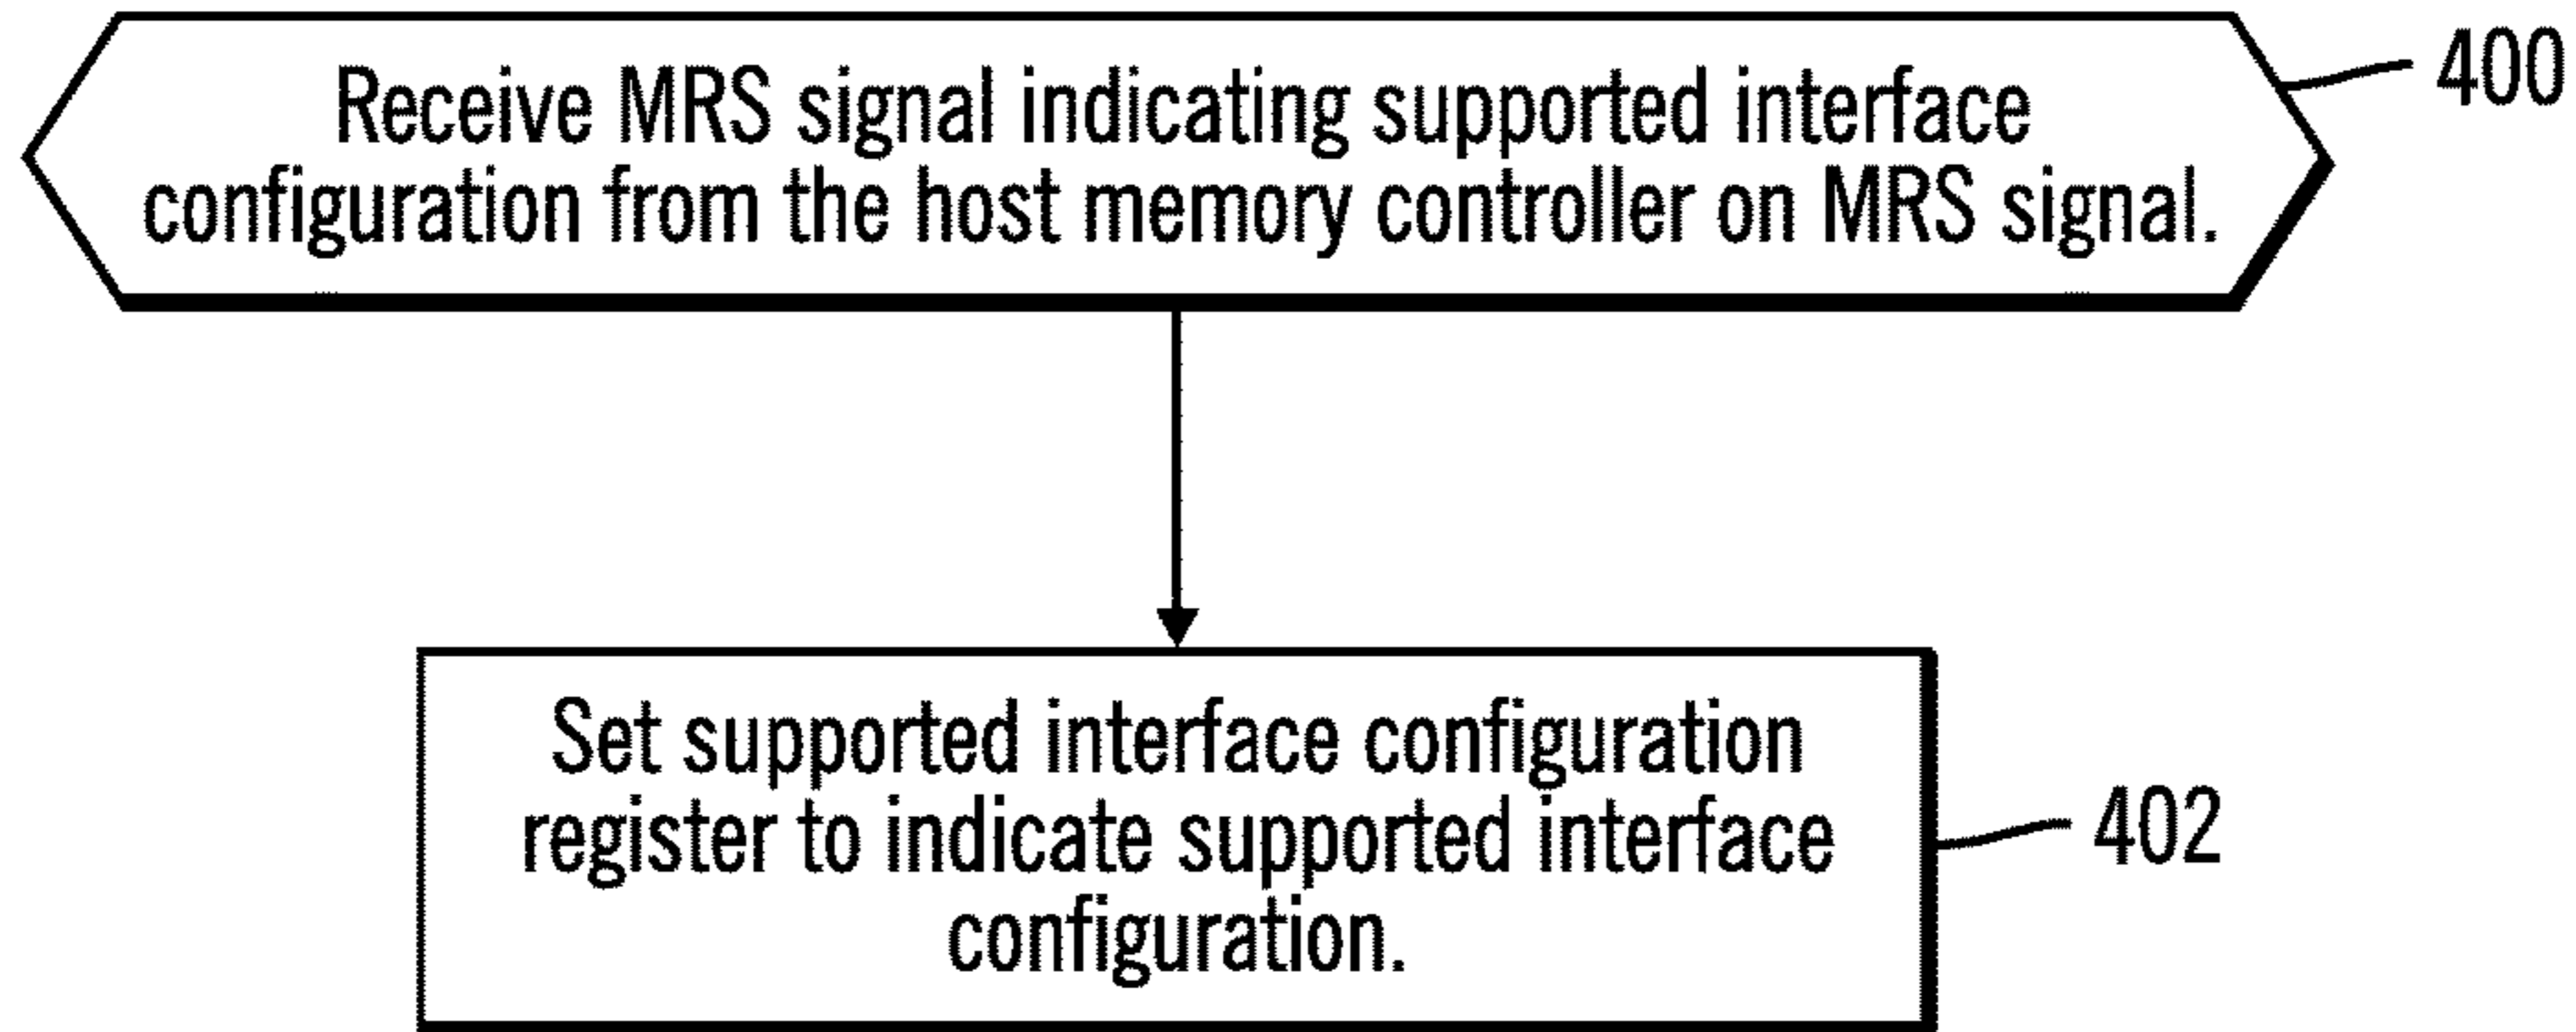 Receive MRS signal indicating supported interface
configuration from the host memory controller on MRS signal.
400
Set supported interface configuration
register to indicate supported interface
configuration.
402